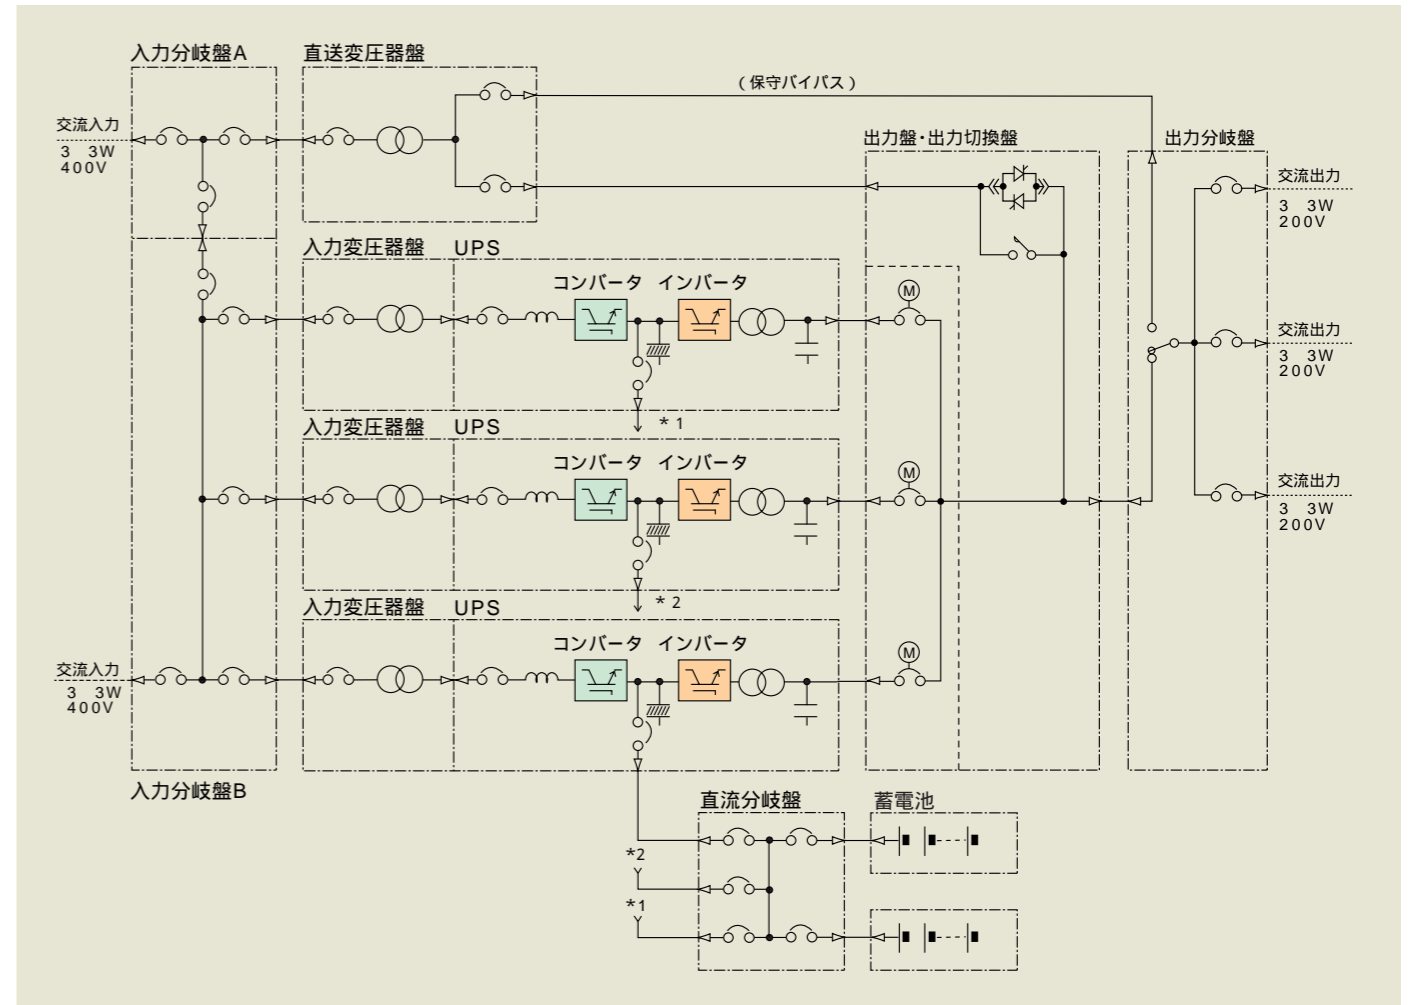 入力分岐盤A
直送変圧器盤
(保守バイパス)
交流入力
3 3W
400V
出力盤・出力切換盤
出力分岐盤
交流出力
3 3W
200V
入力変圧器盤 UPS
コンバータ インバータ
M
* 1
交流出力
3 3W
200V
入力変圧器盤 UPS
コンバータ インバータ
M
* 2
交流出力
3 3W
200V
入力変圧器盤 UPS
コンバータ インバータ
M
交流入力
3 3W
400V
入力分岐盤B
直流分岐盤
蓄電池
*2
*1